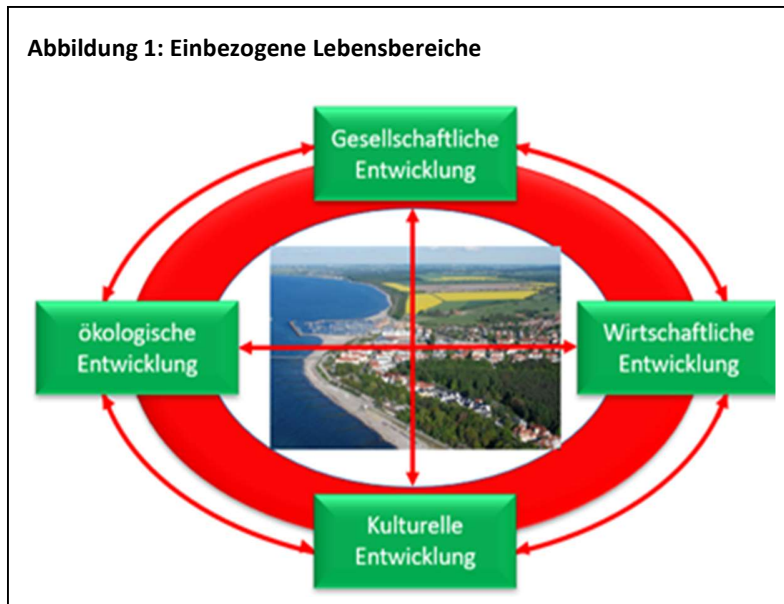 Abbildung 1: Einbezogene Lebensbereiche
Gesellschaftliche
Entwicklung
ökologische
Entwicklung
Wirtschaftliche
Entwicklung
Kulturelle
Entwicklung